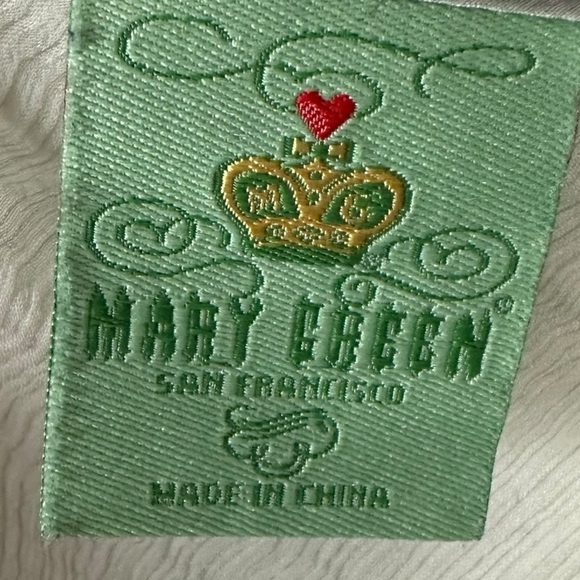 M G
MARY GREEN®
SAN FRANCISCO
MADE IN CHINA